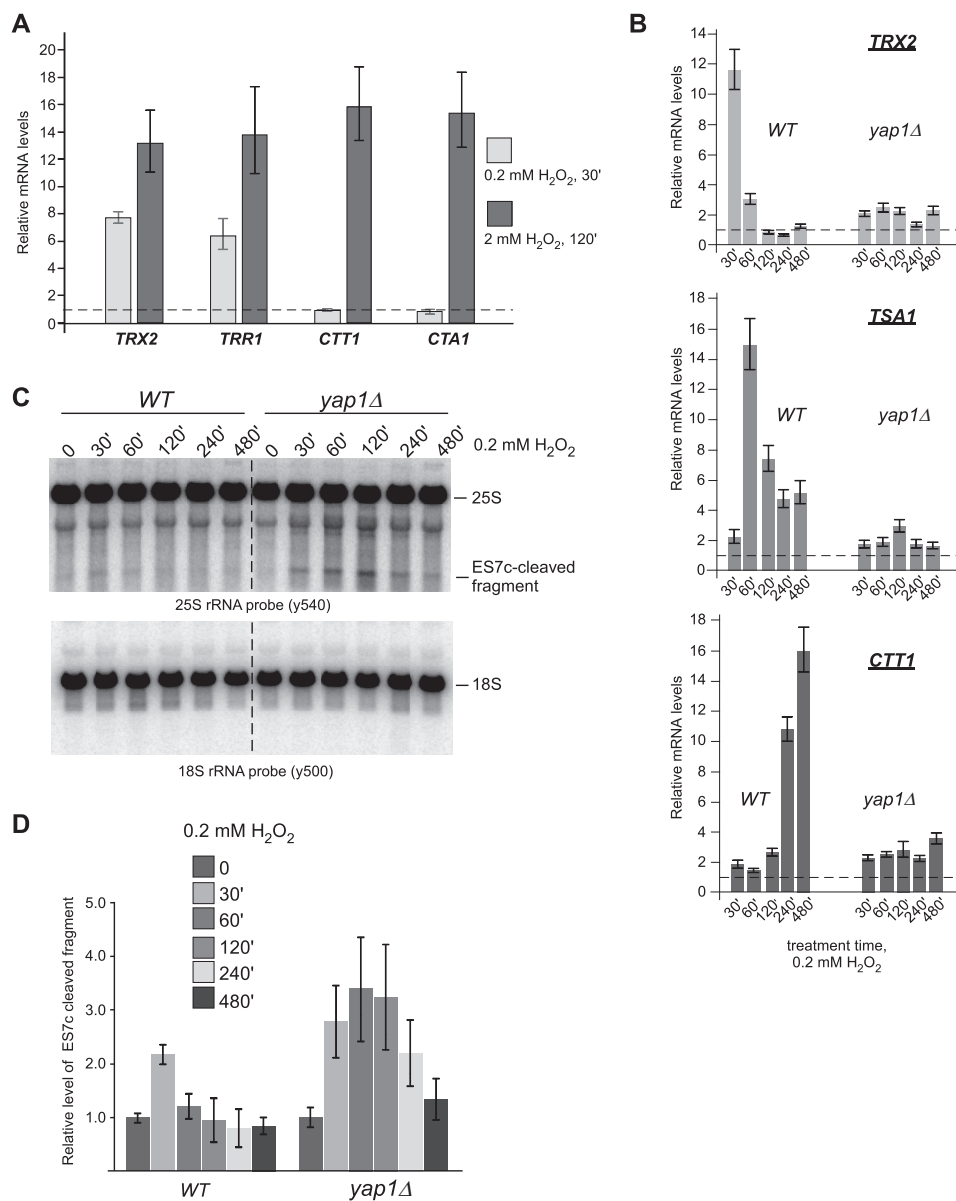 A
Relative mRNA levels
20
18
16
14
12
10
8
6
4
2
0
TRX2
TRR1
CTT1
CTA1
0.2 mM H₂O₂, 30'
2 mM H₂O₂, 120'
B
Relative mRNA levels
14
12
10
8
6
4
2
0
TRX2
WT
yap1Δ
30' 60' 120' 240' 480'
30' 60' 120' 240' 480'
Relative mRNA levels
18
16
14
12
10
8
6
4
2
0
TSA1
WT
yap1Δ
30' 60' 120' 240' 480'
30' 60' 120' 240' 480'
Relative mRNA levels
18
16
14
12
10
8
6
4
2
0
CTT1
WT
yap1Δ
30' 60' 120' 240' 480'
30' 60' 120' 240' 480'
treatment time,
0.2 mM H₂O₂
C
WT
yap1Δ
0 30' 60' 120' 240' 480' 0 30' 60' 120' 240' 480' 0.2 mM H₂O₂
25S
ES7c-cleaved
fragment
25S rRNA probe (y540)
18S
18S rRNA probe (y500)
D
0.2 mM H₂O₂
0
30'
60'
120'
240'
480'
Relative level of ES7c cleaved fragment
5.0
4.0
3.0
2.0
1.0
WT
yap1Δ